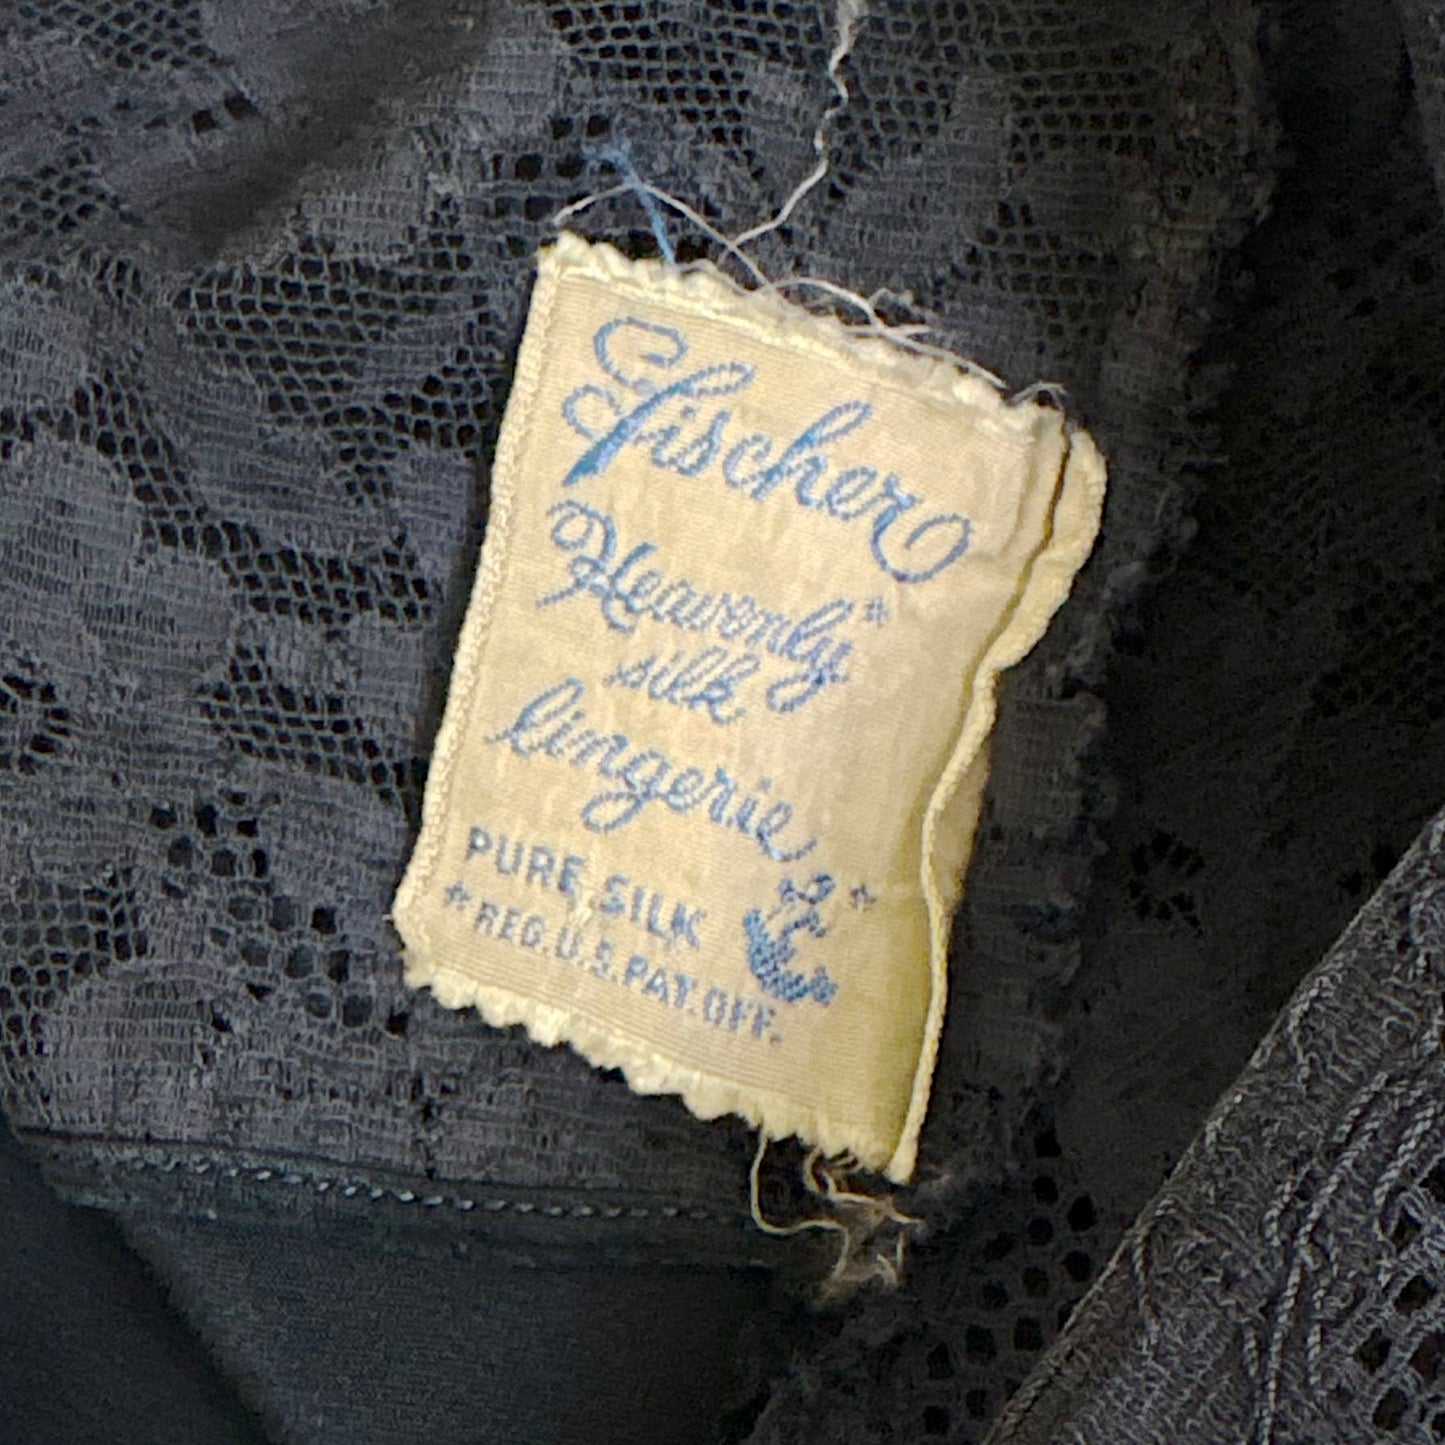 Fischer
Heavenly*
silk
lingerie
PURE SILK *
*REG.U.S.PAT.OFF.